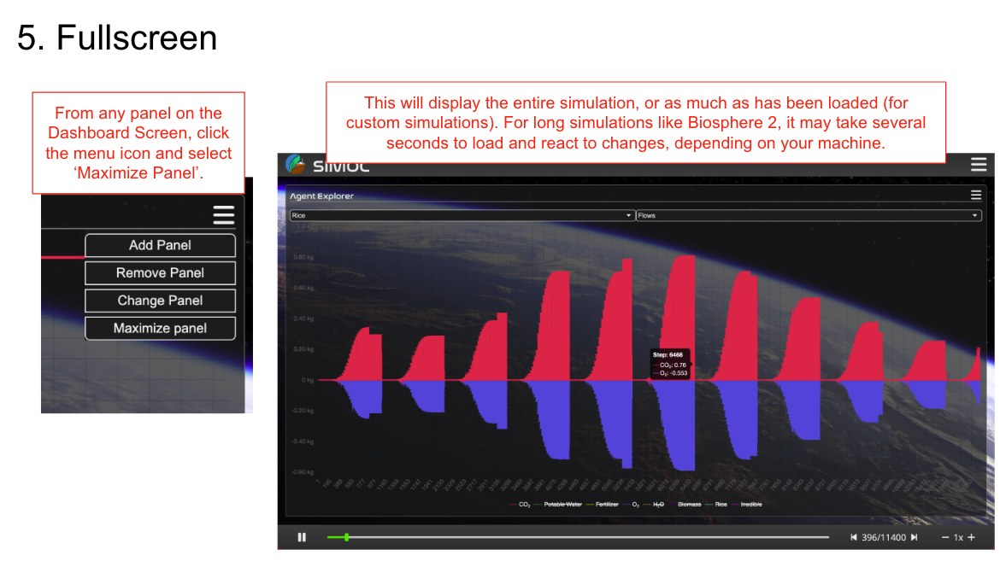 5. Fullscreen
From any panel on the
Dashboard Screen, click
the menu icon and select
‘Maximize Panel’.
This will display the entire simulation, or as much as has been loaded (for
custom simulations). For long simulations like Biosphere 2, it may take several
seconds to load and react to changes, depending on your machine.
Add Panel
Remove Panel
Change Panel
Maximize panel
SIMOC
Agent Explorer
Rice
Flows
0.80 kg
0.60 kg
0.40 kg
0.20 kg
0 kg
-0.20 kg
-0.40 kg
-0.60 kg
Step: 6468
CO₂: 0.76
O₂: -0.553
CO₂ Potable Water Fertilizer O₂ H₂O Biomass Rice Inedible
396/11400
1x